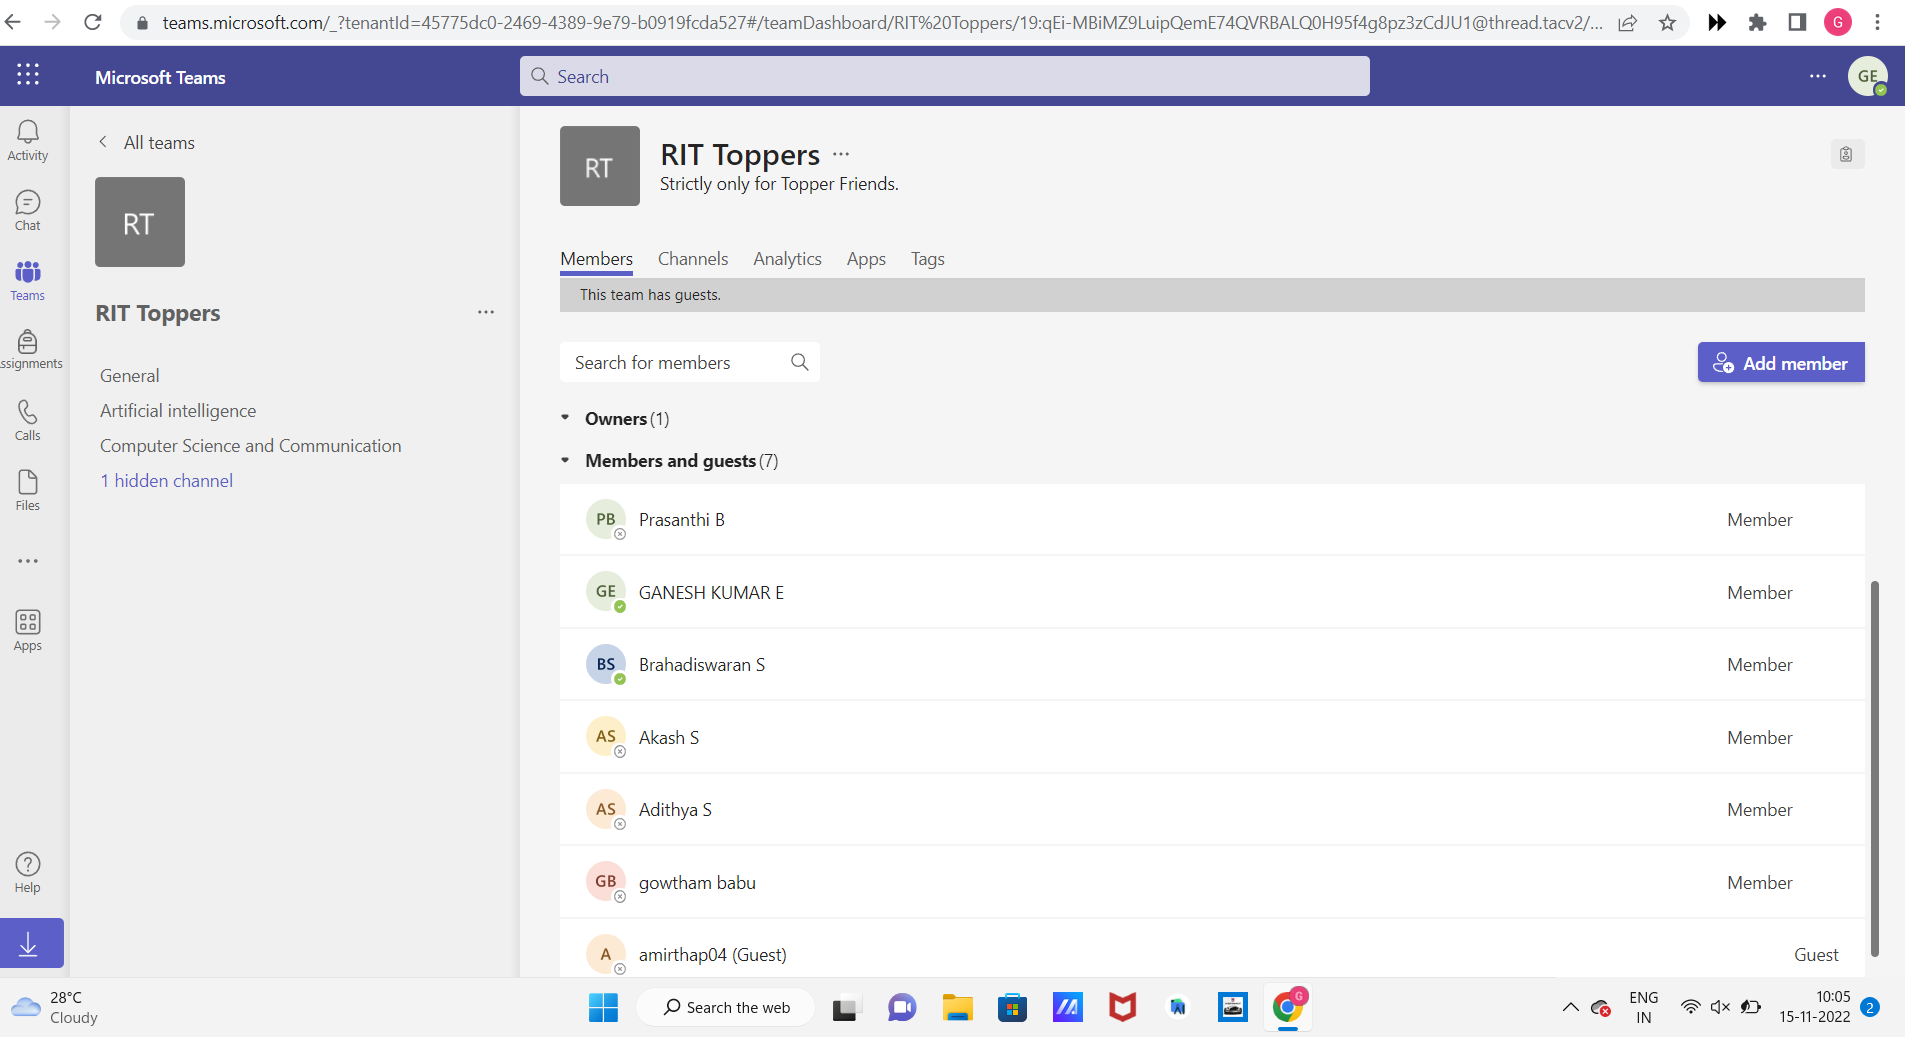 teams.microsoft.com/_?tenantId=45775dc0-2469-4389-9e79-b0919fcda527#/teamDashboard/RIT%20Toppers/19:qEi-MBiMZ9LuipQemE74QVRBALQ0H95f4g8pz3zCdJU1@thread.tacv2/...
G
Microsoft Teams
Search
GE
Activity
Chat
Teams
ssignments
Calls
Files
Apps
Help
All teams
RT
RIT Toppers
General
Artificial intelligence
Computer Science and Communication
1 hidden channel
RT
RIT Toppers
Strictly only for Topper Friends.
Members Channels Analytics Apps Tags
This team has guests.
Search for members
Add member
Owners (1)
Members and guests (7)
PB Prasanthi B Member
GE GANESH KUMAR E Member
BS Brahadiswaran S Member
AS Akash S Member
AS Adithya S Member
GB gowtham babu Member
A amirthap04 (Guest) Guest
28°C
Cloudy
Search the web
G
ENG
IN
10:05
15-11-2022
2